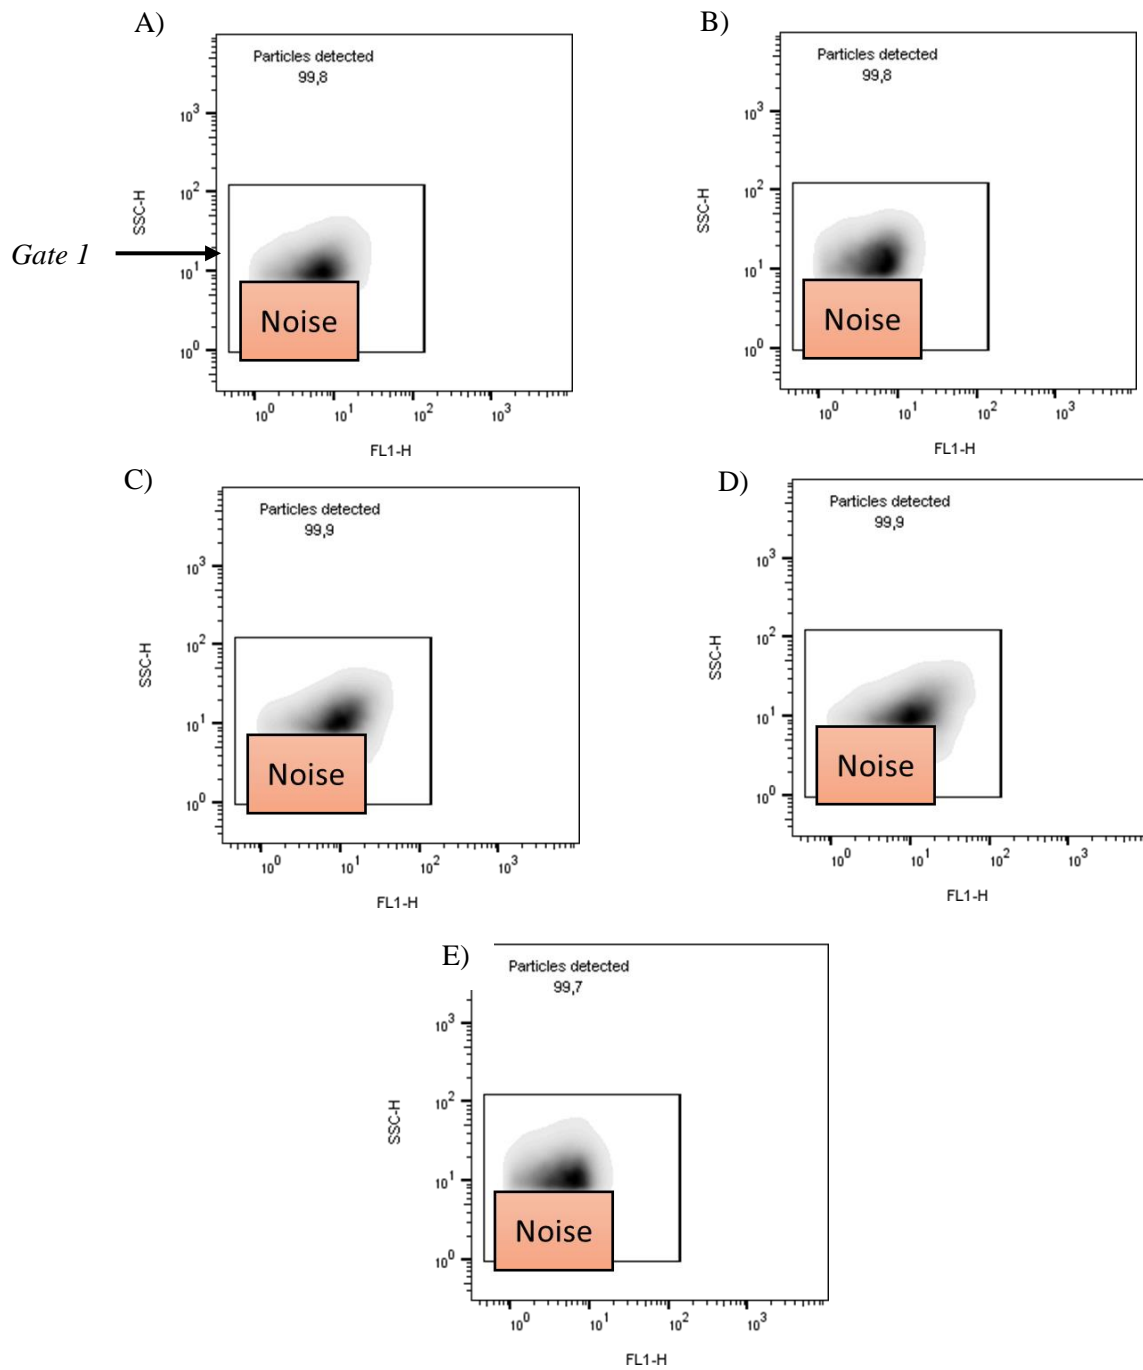 A)
Particles detected
99,8
10³
10²
10¹
10⁰
SSC-H
Gate 1
Noise
10⁰ 10¹ 10² 10³
FL1-H
B)
Particles detected
99,8
10³
10²
10¹
10⁰
SSC-H
Noise
10⁰ 10¹ 10² 10³
FL1-H
C)
Particles detected
99,9
10³
10²
10¹
10⁰
SSC-H
Noise
10⁰ 10¹ 10² 10³
FL1-H
D)
Particles detected
99,9
10³
10²
10¹
10⁰
SSC-H
Noise
10⁰ 10¹ 10² 10³
FL1-H
E)
Particles detected
99,7
10³
10²
10¹
10⁰
SSC-H
Noise
10⁰ 10¹ 10² 10³
FL1-H